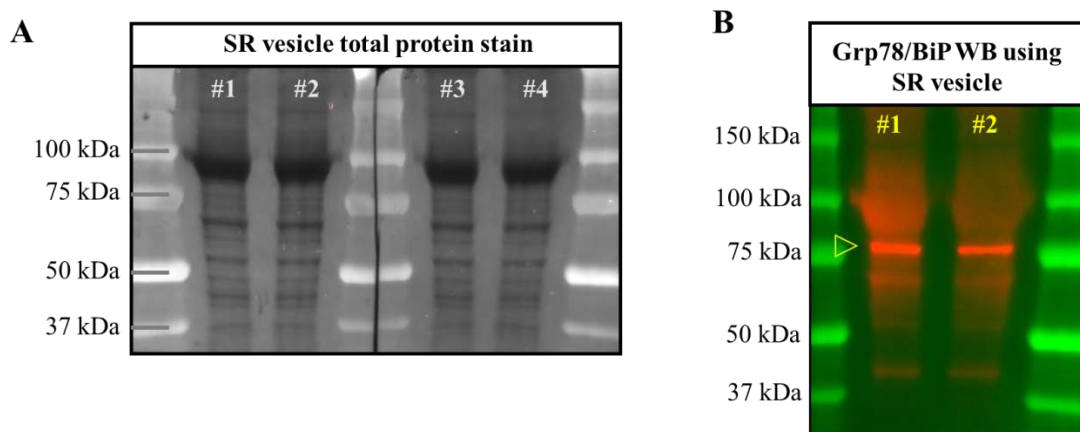 A
SR vesicle total protein stain
#1 #2 #3 #4
100 kDa
75 kDa
50 kDa
37 kDa
B
Grp78/BiP WB using
SR vesicle
#1 #2
150 kDa
100 kDa
75 kDa
50 kDa
37 kDa